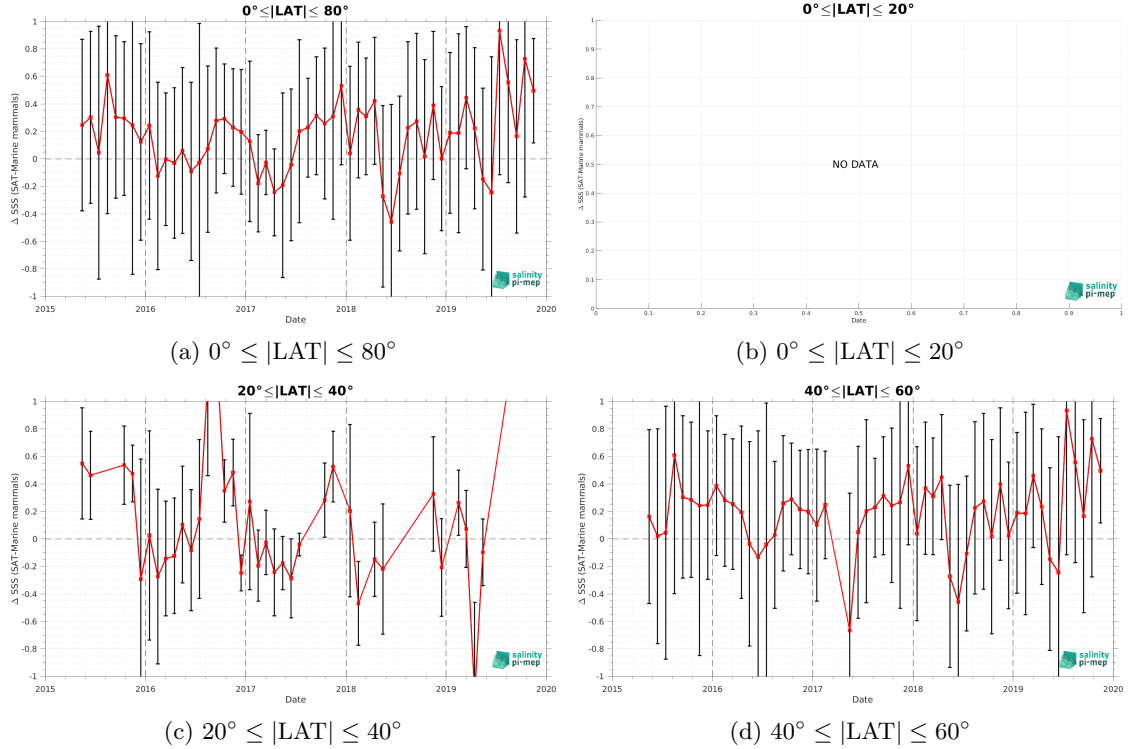 0°≤|LAT|≤ 80°
1
0.8
0.6
0.4
0.2
0
-0.2
-0.4
-0.6
-0.8
-1
Δ SSS (SAT-Marine mammals)
2015 2016 2017 2018 2019 2020
Date
salinity
pi-mep
(a) 0° ≤ |LAT| ≤ 80°
0°≤|LAT|≤ 20°
1
0.9
0.8
0.7
0.6
0.5
0.4
0.3
0.2
0.1
0
Δ SSS (SAT-Marine mammals)
NO DATA
0 0.1 0.2 0.3 0.4 0.5 0.6 0.7 0.8 0.9 1
Date
salinity
pi-mep
(b) 0° ≤ |LAT| ≤ 20°
20°≤|LAT|≤ 40°
1
0.8
0.6
0.4
0.2
0
-0.2
-0.4
-0.6
-0.8
-1
Δ SSS (SAT-Marine mammals)
2015 2016 2017 2018 2019 2020
Date
salinity
pi-mep
(c) 20° ≤ |LAT| ≤ 40°
40°≤|LAT|≤ 60°
1
0.8
0.6
0.4
0.2
0
-0.2
-0.4
-0.6
-0.8
-1
Δ SSS (SAT-Marine mammals)
2015 2016 2017 2018 2019 2020
Date
salinity
pi-mep
(d) 40° ≤ |LAT| ≤ 60°